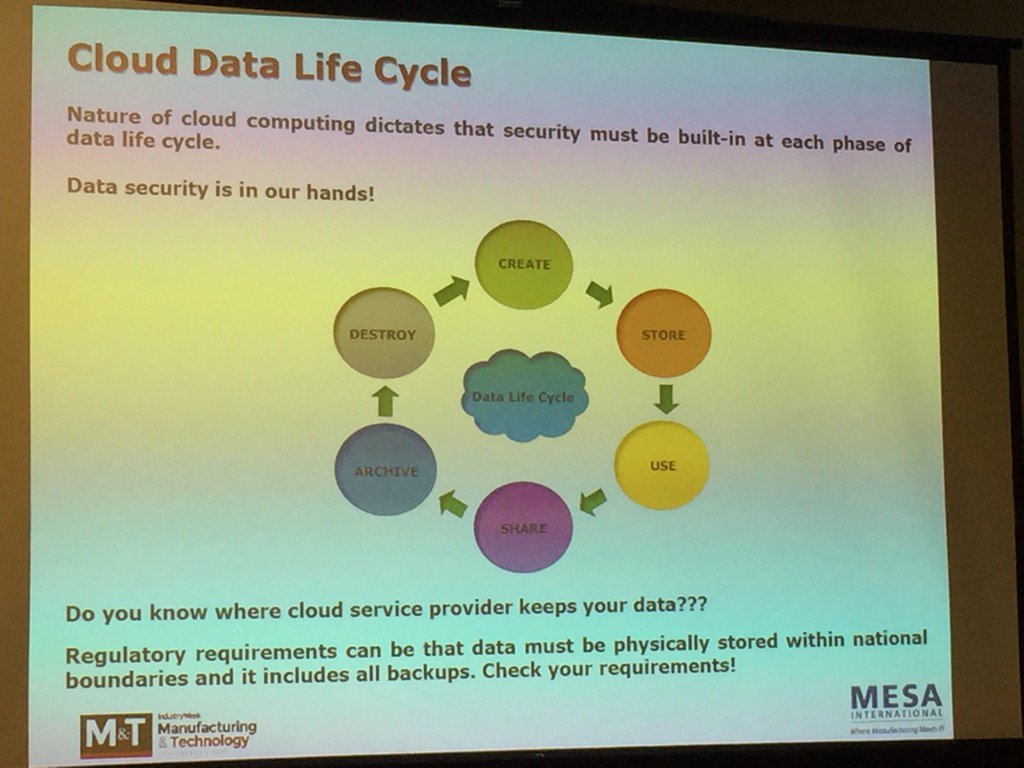 Cloud Data Life Cycle
Nature of cloud computing dictates that security must be built-in at each phase of
data life cycle.
Data security is in our hands!
CREATE
DESTROY
STORE
Data Life Cycle
ARCHIVE
USE
SHARE
Do you know where cloud service provider keeps your data???
Regulatory requirements can be that data must be physically stored within national
boundaries and it includes all backups. Check your requirements!
M&T
IndustryWeek
Manufacturing
& Technology
MESA
INTERNATIONAL
Where Manufacturing Meets IT